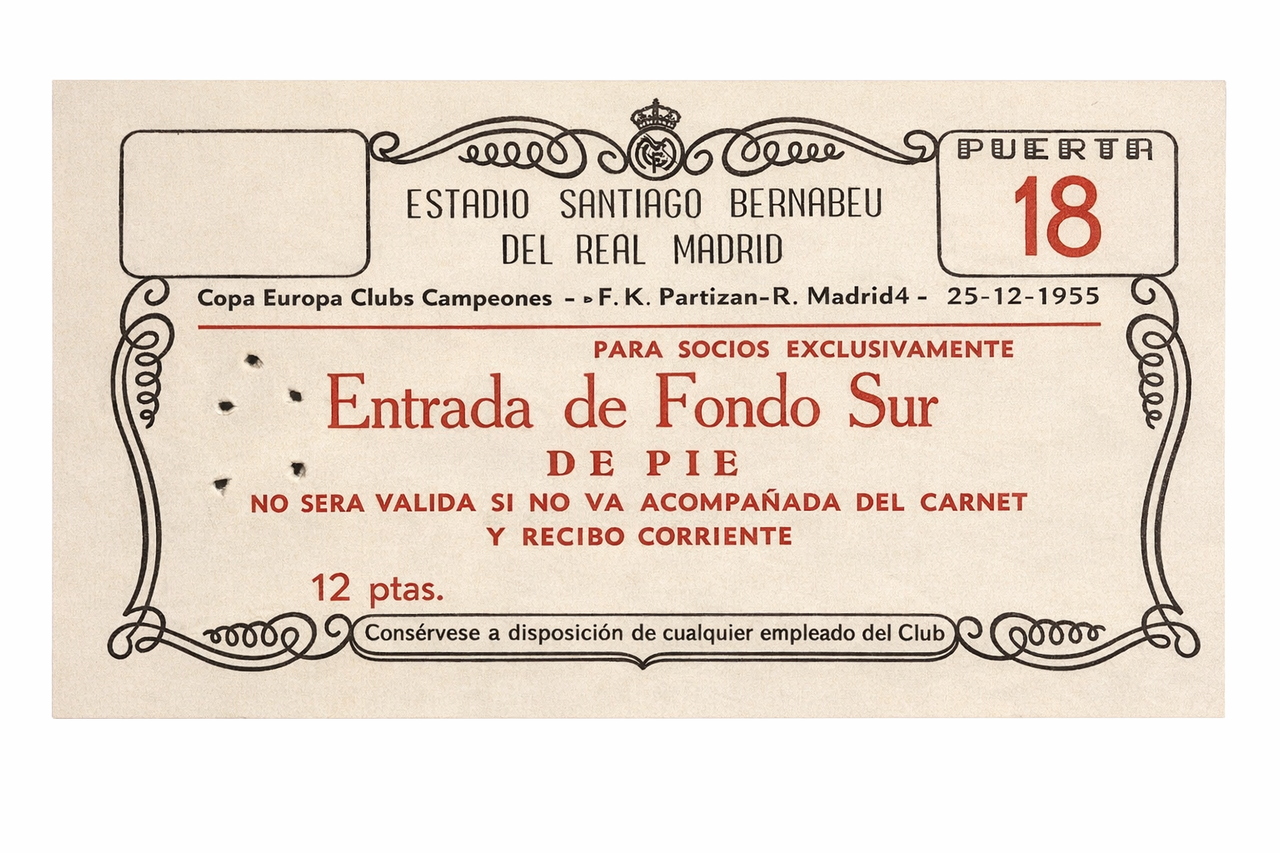 PUERTA
18
ESTADIO SANTIAGO BERNABEU
DEL REAL MADRID
Copa Europa Clubs Campeones - ▸F. K. Partizan-R. Madrid4 - 25-12-1955
PARA SOCIOS EXCLUSIVAMENTE
Entrada de Fondo Sur
DE PIE
NO SERA VALIDA SI NO VA ACOMPAÑADA DEL CARNET
Y RECIBO CORRIENTE
12 ptas.
Consérvese a disposición de cualquier empleado del Club